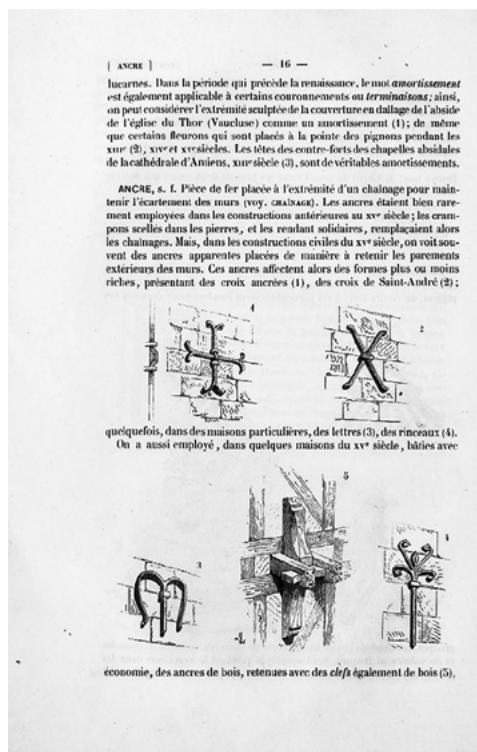 [ ANCRE ]
— 16 —
lucarnes. Dans la période qui précède la renaissance, le mot amortissement
est également applicable à certains couronnements ou terminaisons; ainsi,
on peut considérer l'extrémité sculptée de la couverture en dallage de l'abside
de l'église du Thor (Vaucluse) comme un amortissement (1); de même
que certains fleurons qui sont placés à la pointe des pignons pendant les
XIIIe (2), XIVe et XVe siècles. Les têtes des contre-forts des chapelles absidales
de la cathédrale d'Amiens, XIIIe siècle (3), sont de véritables amortissements.
ANCRE, s. f. Pièce de fer placée à l'extrémité d'un chaînage pour main-
tenir l'écartement des murs (voy. CHAÎNAGE). Les ancres étaient bien rare-
ment employées dans les constructions antérieures au XVe siècle; les cram-
pons scellés dans les pierres, et les rendant solidaires, remplaçaient alors
les chaînages. Mais, dans les constructions civiles du XVe siècle, on voit sou-
vent des ancres apparentes placées de manière à retenir les parements
extérieurs des murs. Ces ancres affectent alors des formes plus ou moins
riches, présentant des croix ancrées (1), des croix de Saint-André (2);
1
2
quelquefois, dans des maisons particulières, des lettres (3), des rinceaux (4).
On a aussi employé, dans quelques maisons du XVe siècle, bâties avec
5
3
4
économie, des ancres de bois, retenues avec des clefs également de bois (5),